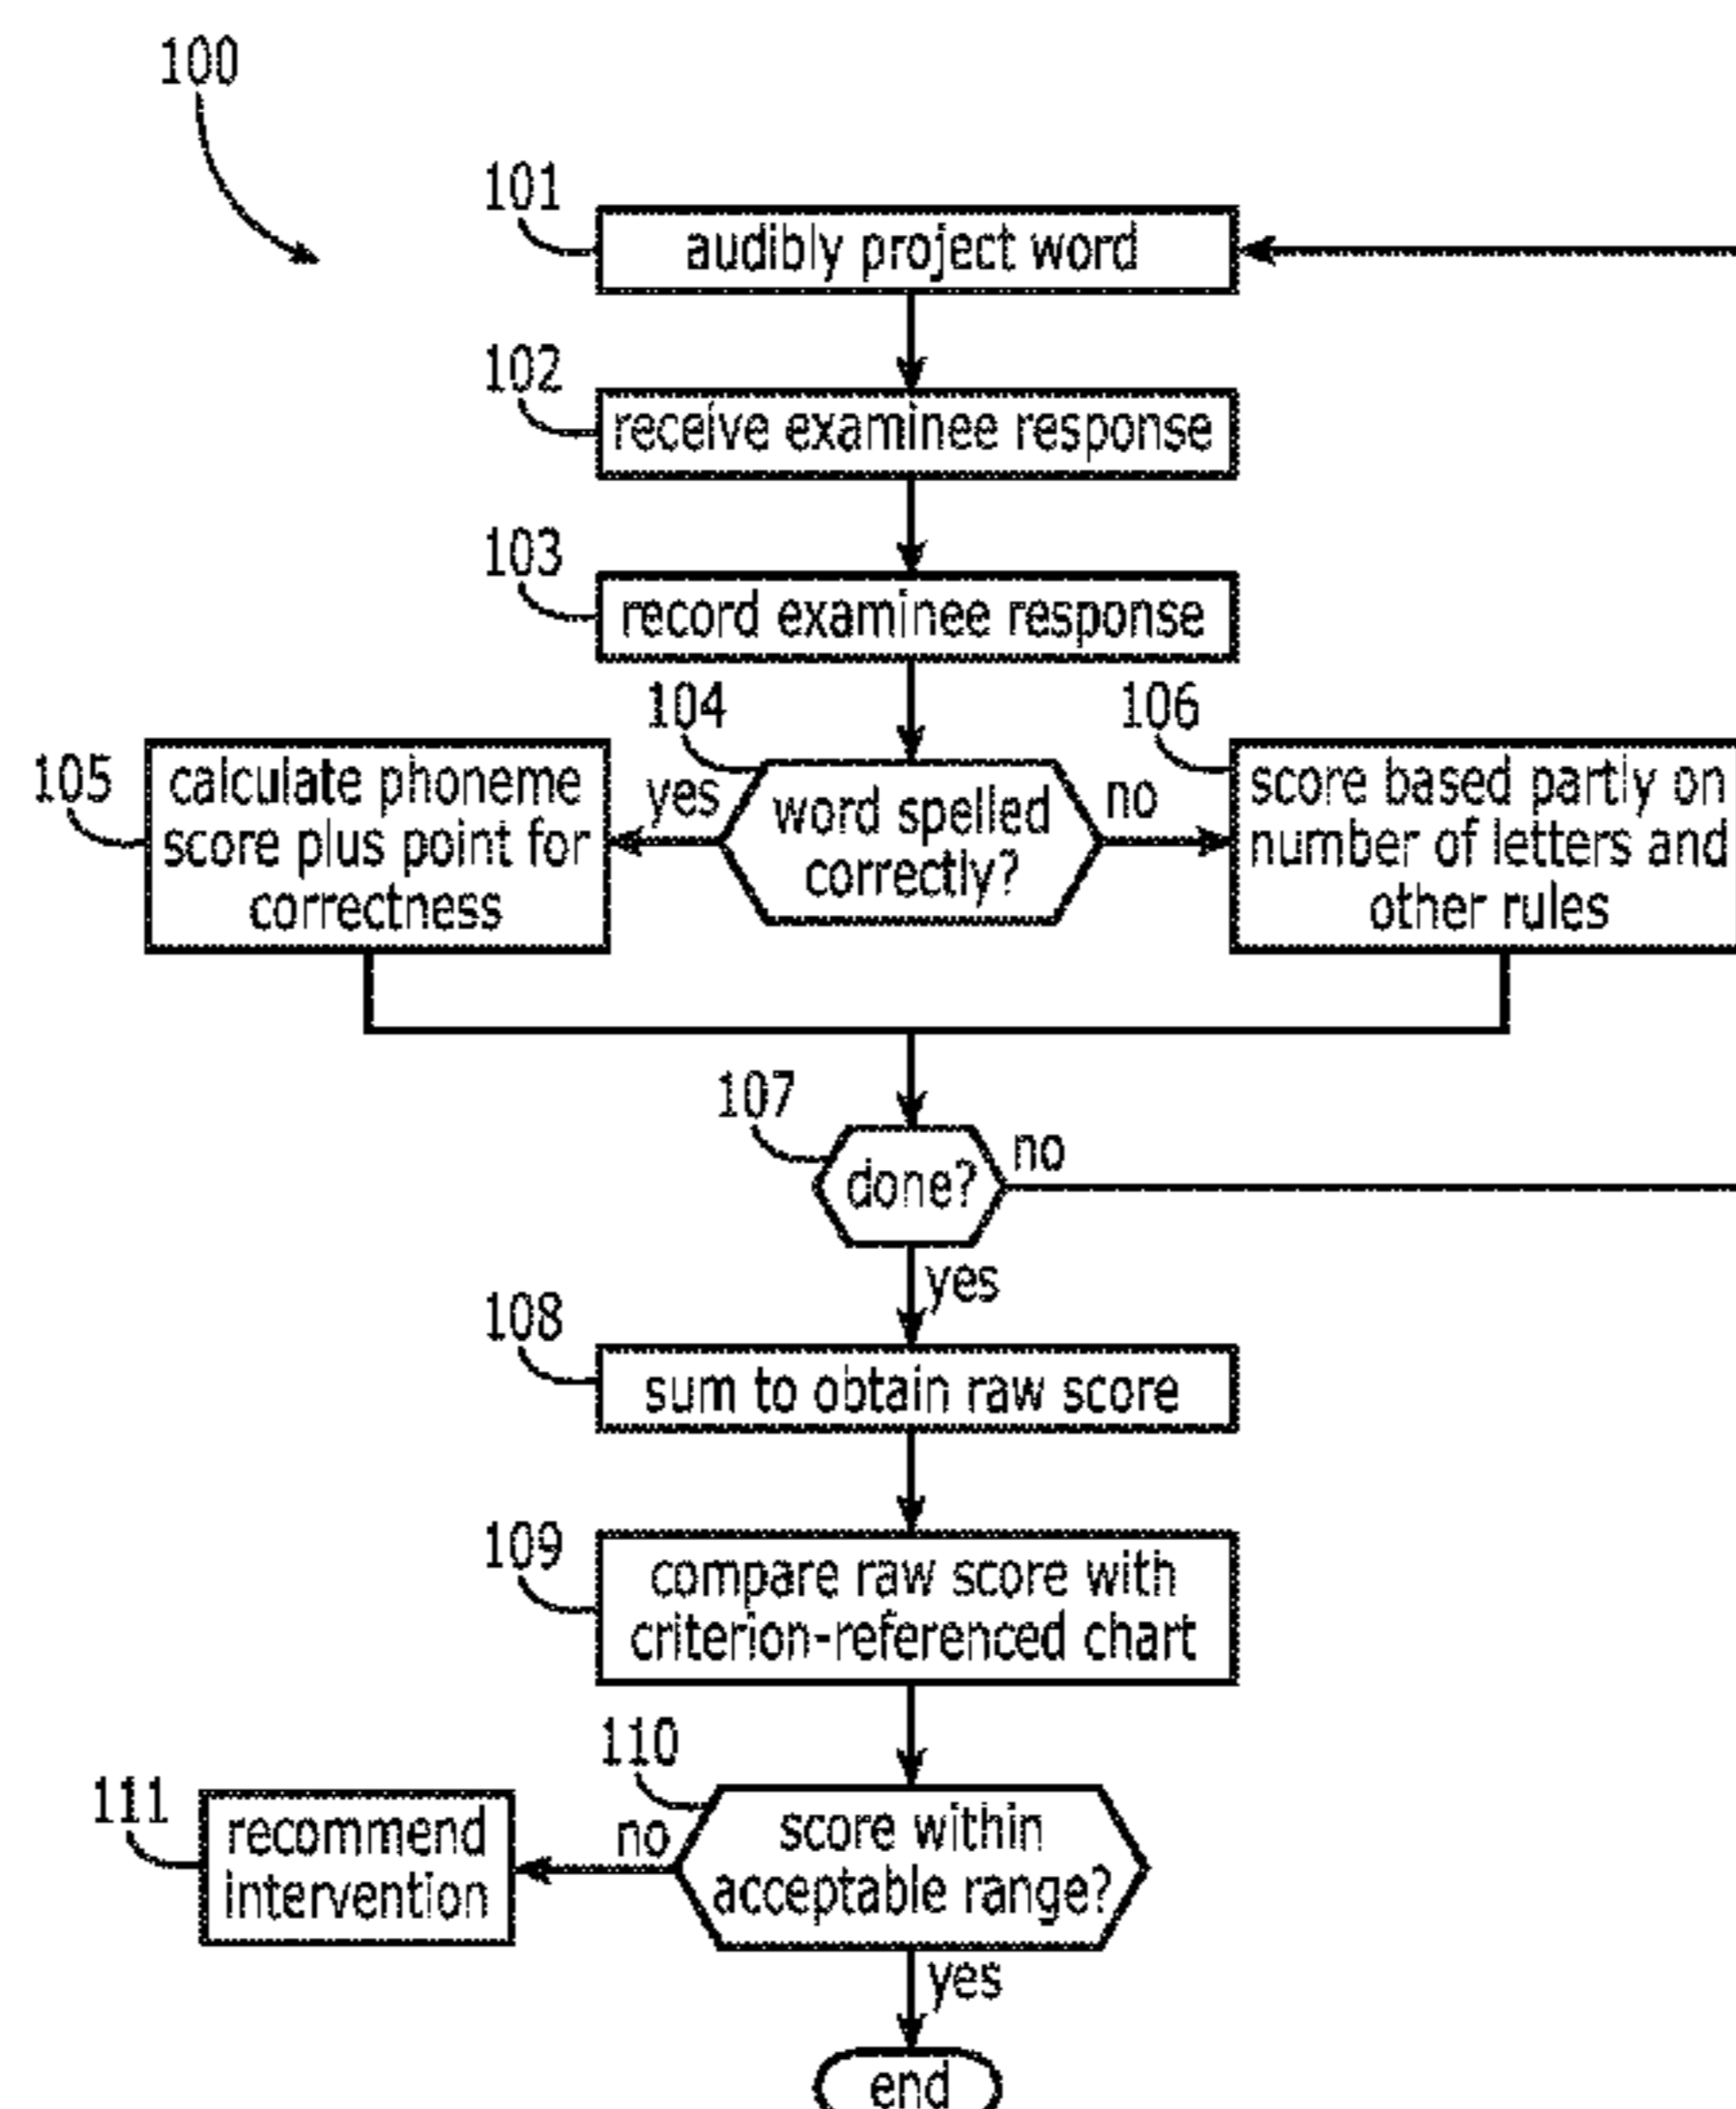 100
101
audibly project word
102
receive examinee response
103
record examinee response
104
106
105
calculate phoneme
score plus point for
correctness
yes
word spelled
correctly?
no
score based partly on
number of letters and
other rules
107
done?
no
yes
108
sum to obtain raw score
109
compare raw score with
criterion-referenced chart
110
111
recommend
intervention
no
score within
acceptable range?
yes
end